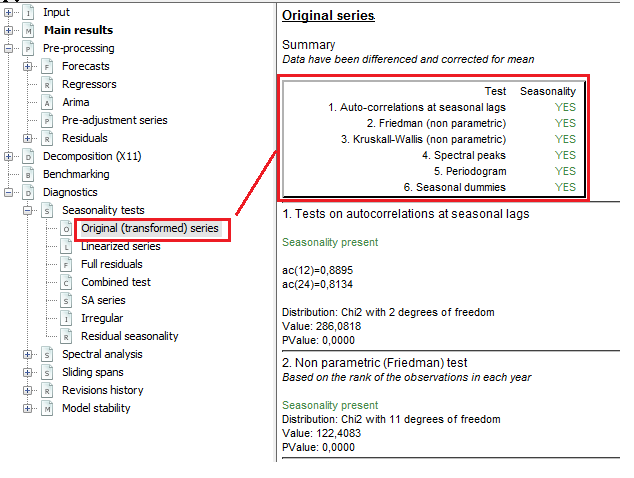 Input
Main results
Pre-processing
Forecasts
Regressors
Arima
Pre-adjustment series
Residuals
Decomposition (X11)
Benchmarking
Diagnostics
Seasonality tests
Original (transformed) series
Linearized series
Full residuals
Combined test
SA series
Irregular
Residual seasonality
Spectral analysis
Sliding spans
Revisions history
Model stability
Original series
Summary
Data have been differenced and corrected for mean
Test Seasonality
1. Auto-correlations at seasonal lags YES
2. Friedman (non parametric) YES
3. Kruskall-Wallis (non parametric) YES
4. Spectral peaks YES
5. Periodogram YES
6. Seasonal dummies YES
1. Tests on autocorrelations at seasonal lags
Seasonality present
ac(12)=0,8895
ac(24)=0,8134
Distribution: Chi2 with 2 degrees of freedom
Value: 286,0818
PValue: 0,0000
2. Non parametric (Friedman) test
Based on the rank of the observations in each year
Seasonality present
Distribution: Chi2 with 11 degrees of freedom
Value: 122,4083
PValue: 0,0000